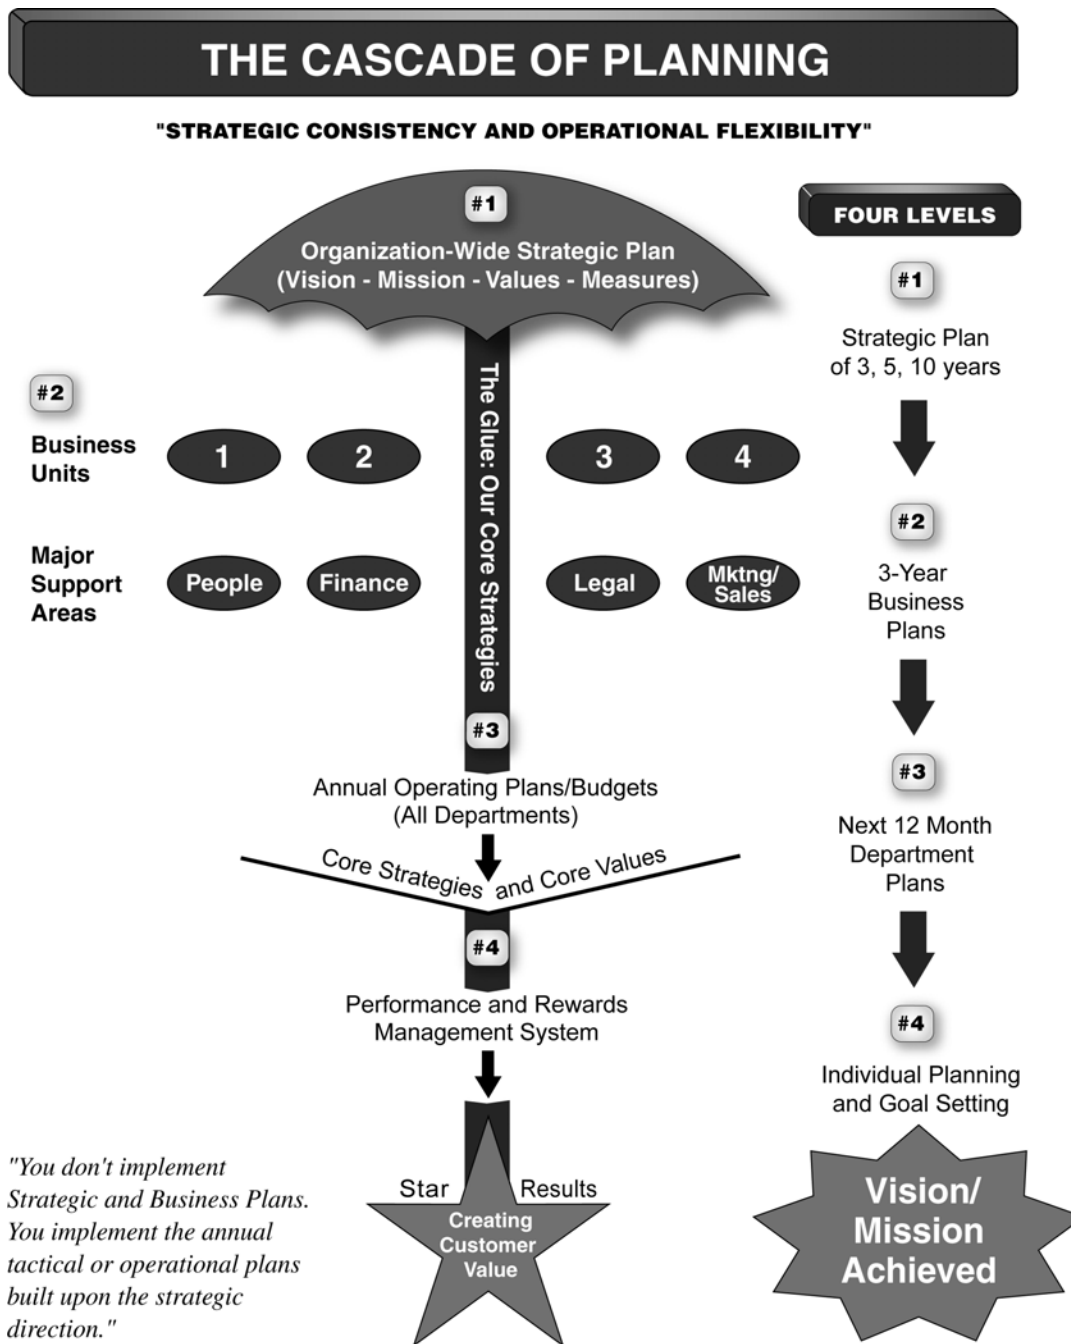 THE CASCADE OF PLANNING
"STRATEGIC CONSISTENCY AND OPERATIONAL FLEXIBILITY"
#1
Organization-Wide Strategic Plan
(Vision - Mission - Values - Measures)
The Glue: Our Core Strategies
#2
Business
Units
1
2
3
4
Major
Support
Areas
People
Finance
Legal
Mktng/
Sales
#3
Annual Operating Plans/Budgets
(All Departments)
Core Strategies and Core Values
#4
Performance and Rewards
Management System
Star Results
Creating
Customer
Value
"You don't implement
Strategic and Business Plans.
You implement the annual
tactical or operational plans
built upon the strategic
direction."
FOUR LEVELS
#1
Strategic Plan
of 3, 5, 10 years
#2
3-Year
Business
Plans
#3
Next 12 Month
Department
Plans
#4
Individual Planning
and Goal Setting
Vision/
Mission
Achieved